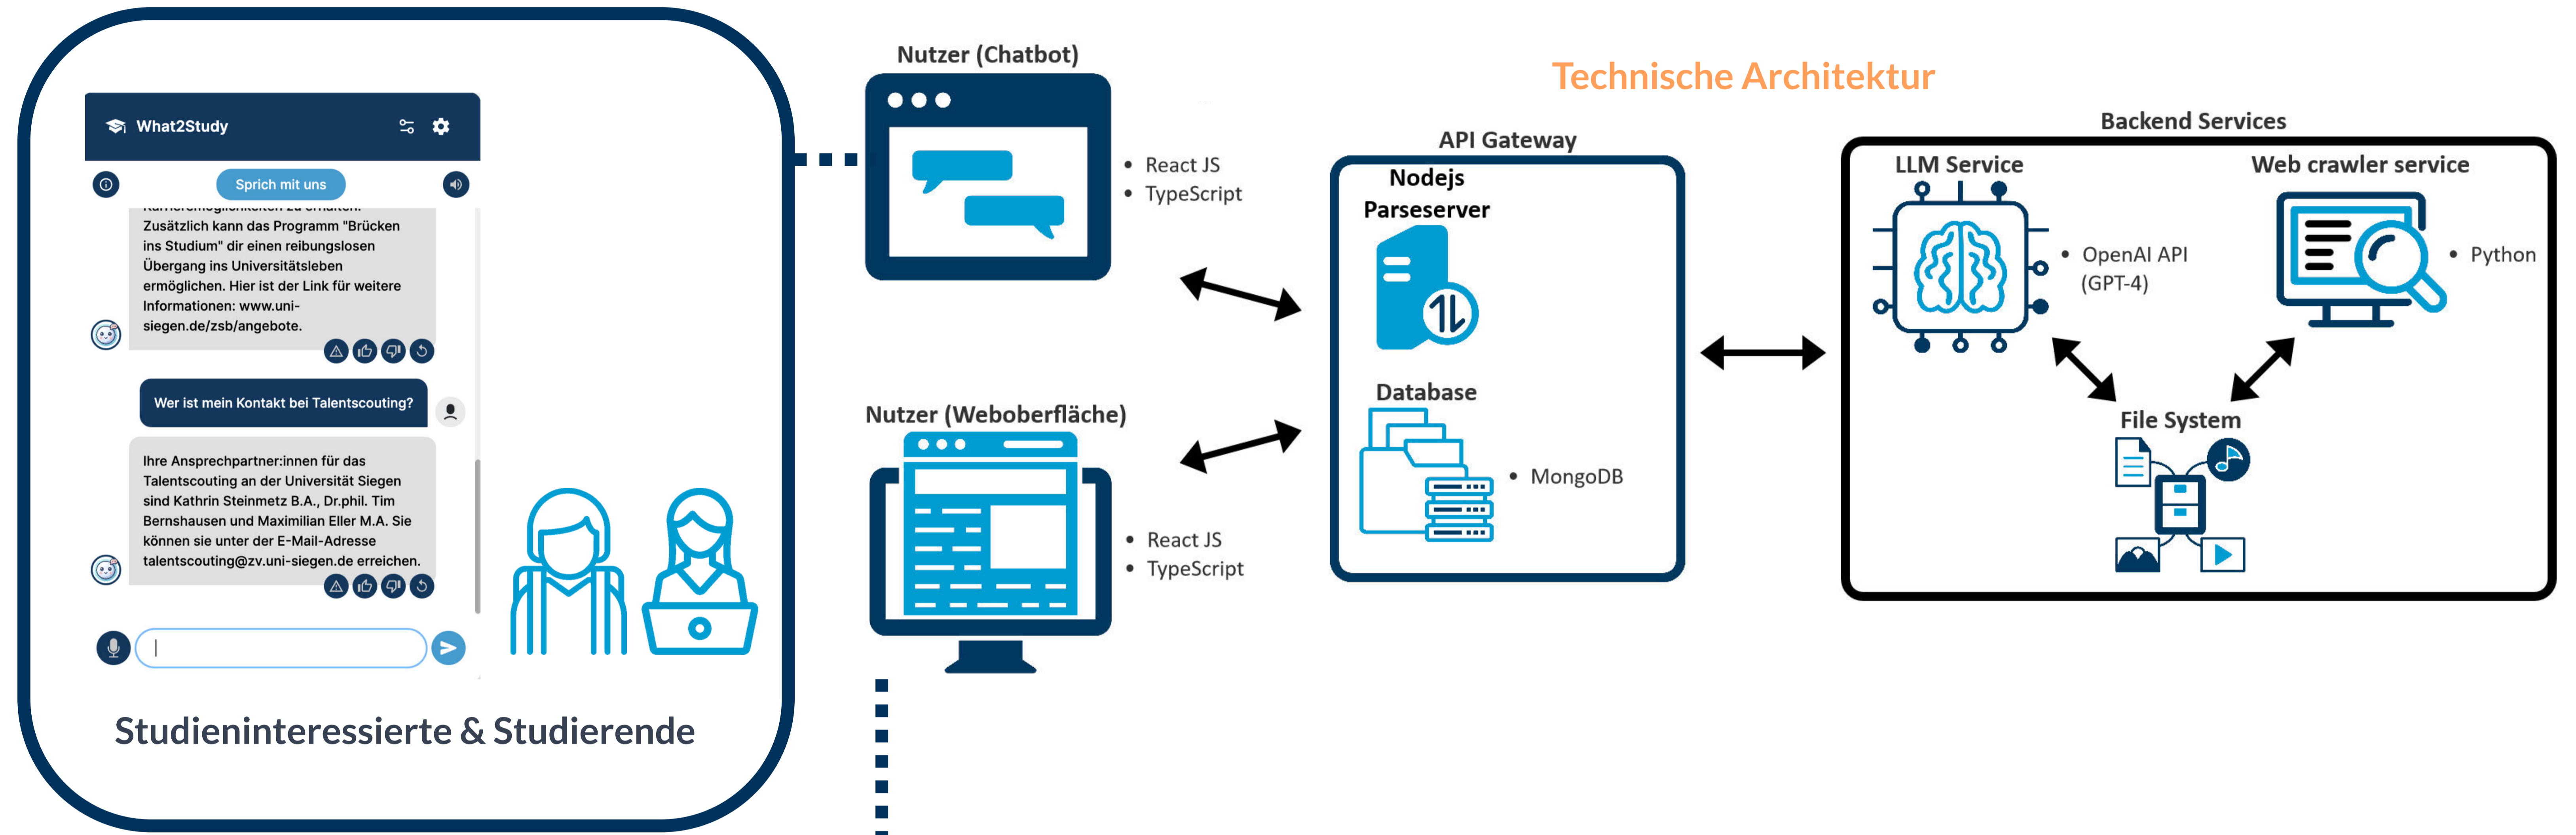 What2Study
Sprich mit uns
Karrieremöglichkeiten zu erhalten.
Zusätzlich kann das Programm "Brücken
ins Studium" dir einen reibungslosen
Übergang ins Universitätsleben
ermöglichen. Hier ist der Link für weitere
Informationen: www.uni-
siegen.de/zsb/angebote.
Wer ist mein Kontakt bei Talentscouting?
Ihre Ansprechpartner:innen für das
Talentscouting an der Universität Siegen
sind Kathrin Steinmetz B.A., Dr.phil. Tim
Bernshausen und Maximilian Eller M.A. Sie
können sie unter der E-Mail-Adresse
talentscouting@zv.uni-siegen.de erreichen.
Studieninteressierte & Studierende
Nutzer (Chatbot)
• React JS
• TypeScript
Nutzer (Weboberfläche)
• React JS
• TypeScript
Technische Architektur
API Gateway
Nodejs
Parseserver
Database
• MongoDB
Backend Services
LLM Service
• OpenAI API
(GPT-4)
Web crawler service
• Python
File System